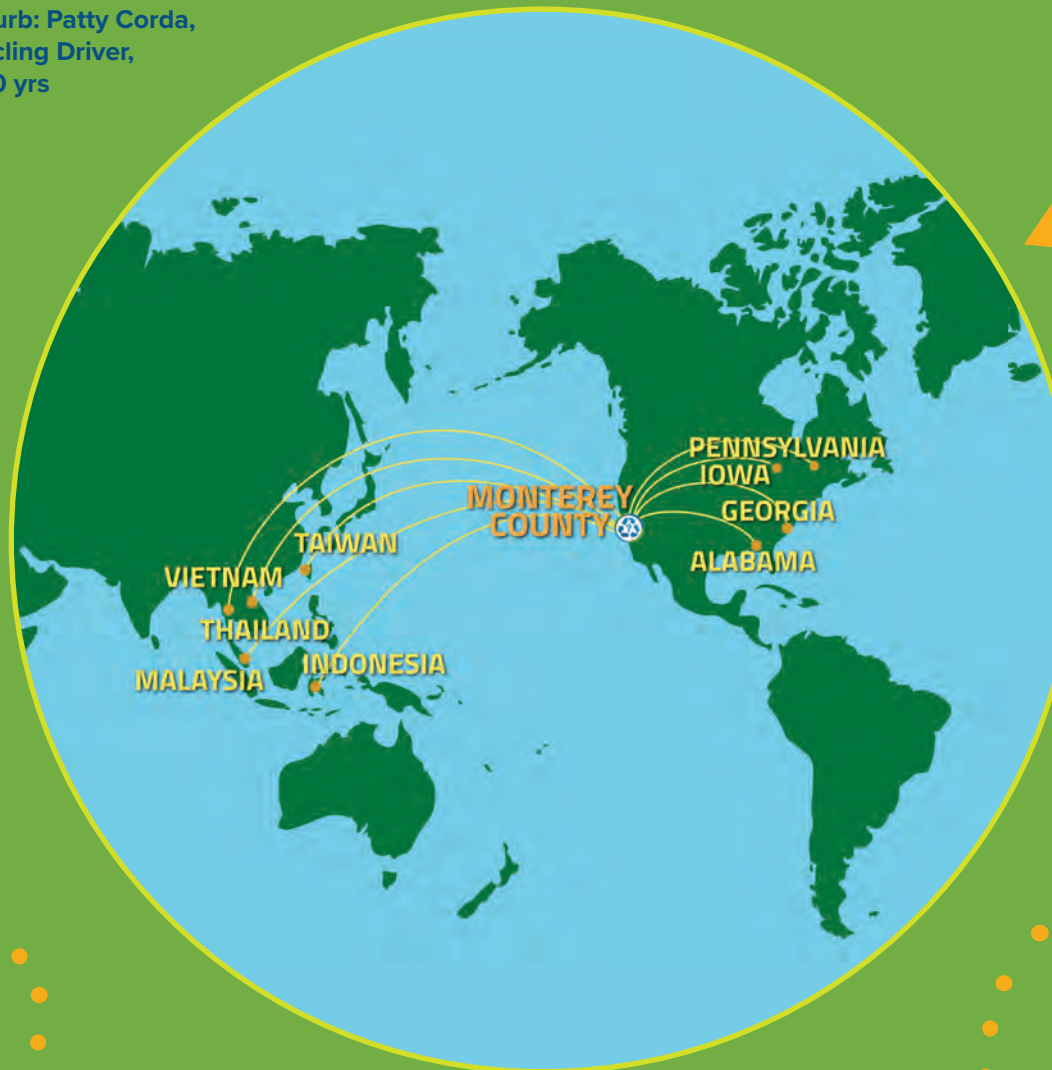 urb: Patty Corda,
cling Driver,
0 yrs
PENNSYLVANIA
IOWA
MONTEREY
COUNTY
GEORGIA
TAIWAN
ALABAMA
VIETNAM
THAILAND
INDONESIA
MALAYSIA